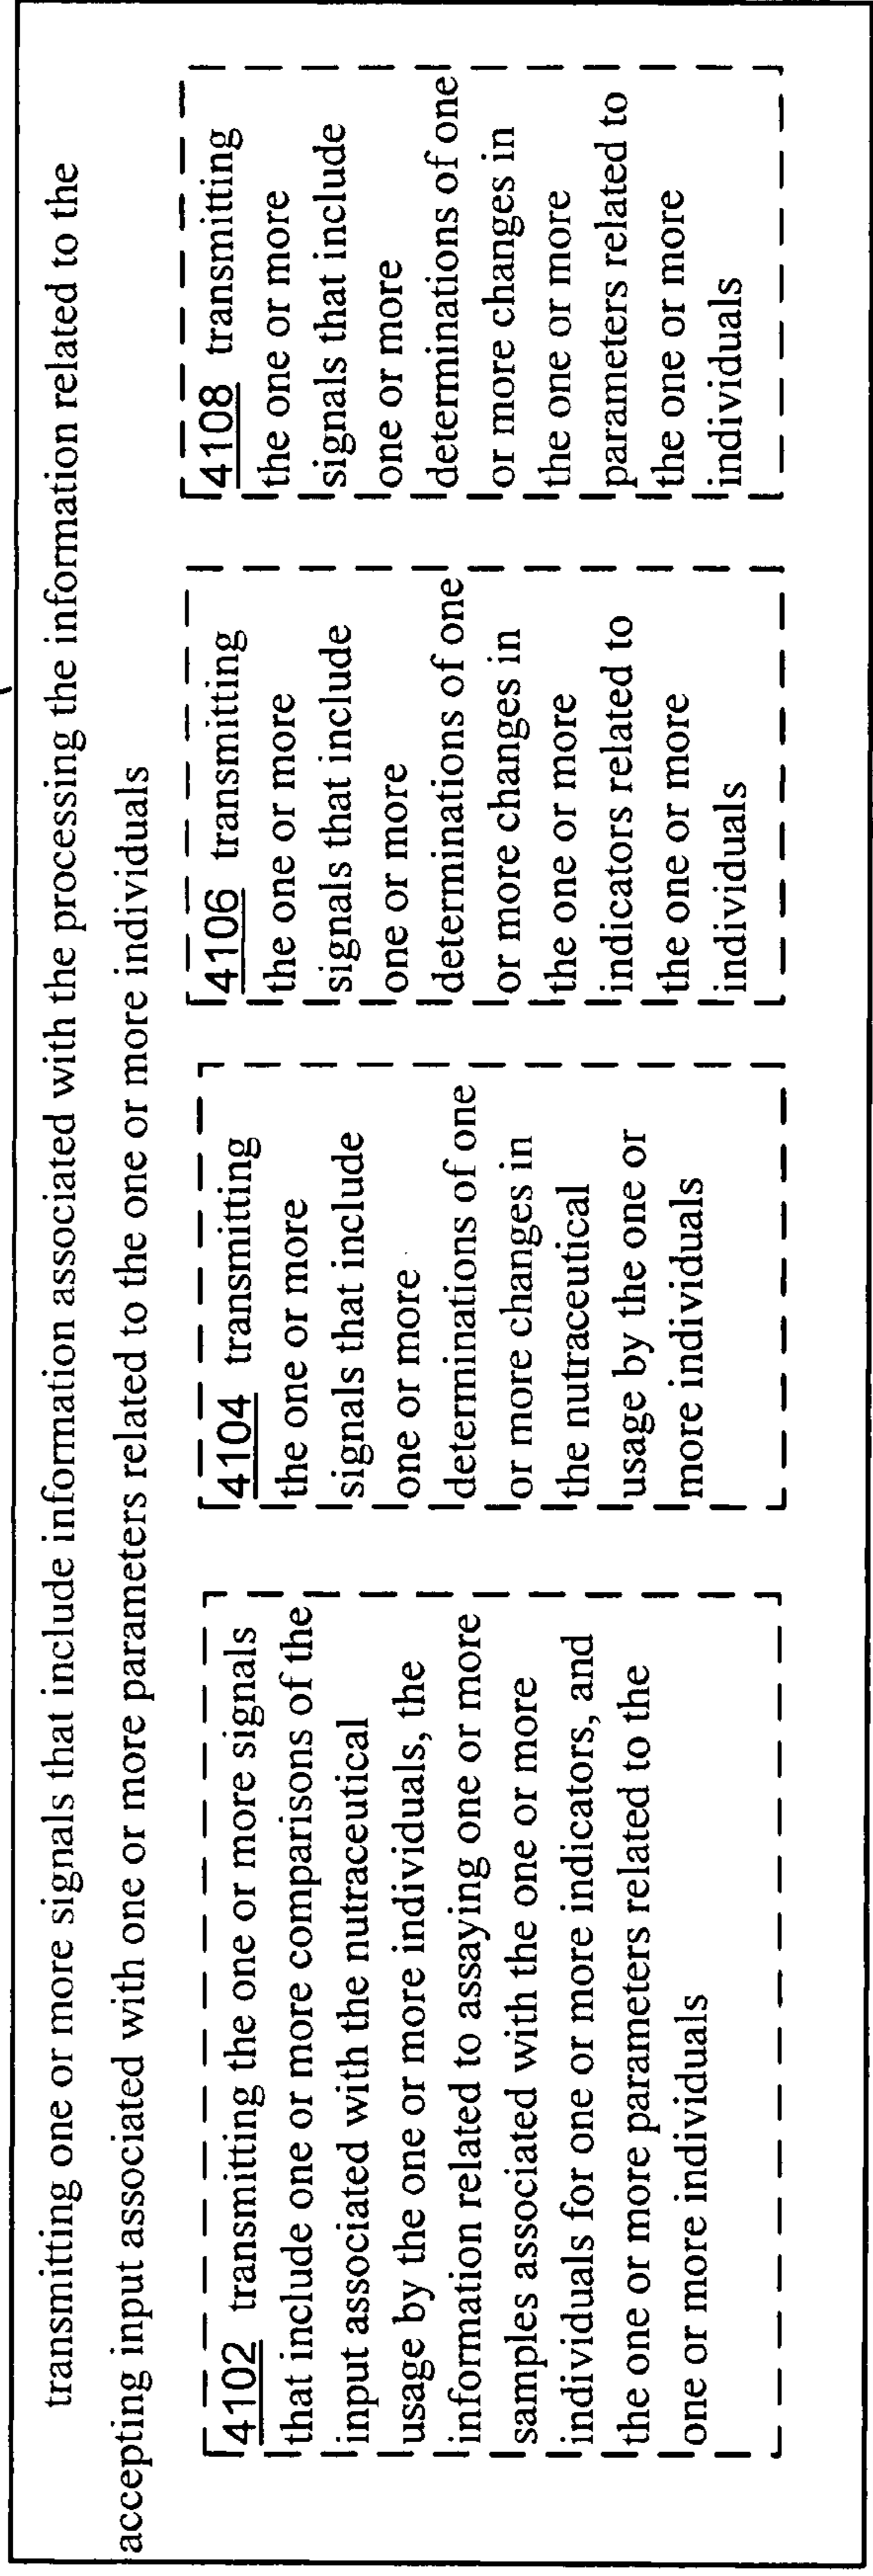 transmitting one or more signals that include information associated with the processing the information related to the
accepting input associated with one or more parameters related to the one or more individuals
4102 transmitting the one or more signals
that include one or more comparisons of the
input associated with the nutraceutical
usage by the one or more individuals, the
information related to assaying one or more
samples associated with the one or more
individuals for one or more indicators, and
the one or more parameters related to the
one or more individuals
4104 transmitting
the one or more
signals that include
one or more
determinations of one
or more changes in
the nutraceutical
usage by the one or
more individuals
4106 transmitting
the one or more
signals that include
one or more
determinations of one
or more changes in
the one or more
indicators related to
the one or more
individuals
4108 transmitting
the one or more
signals that include
one or more
determinations of one
or more changes in
the one or more
parameters related to
the one or more
individuals